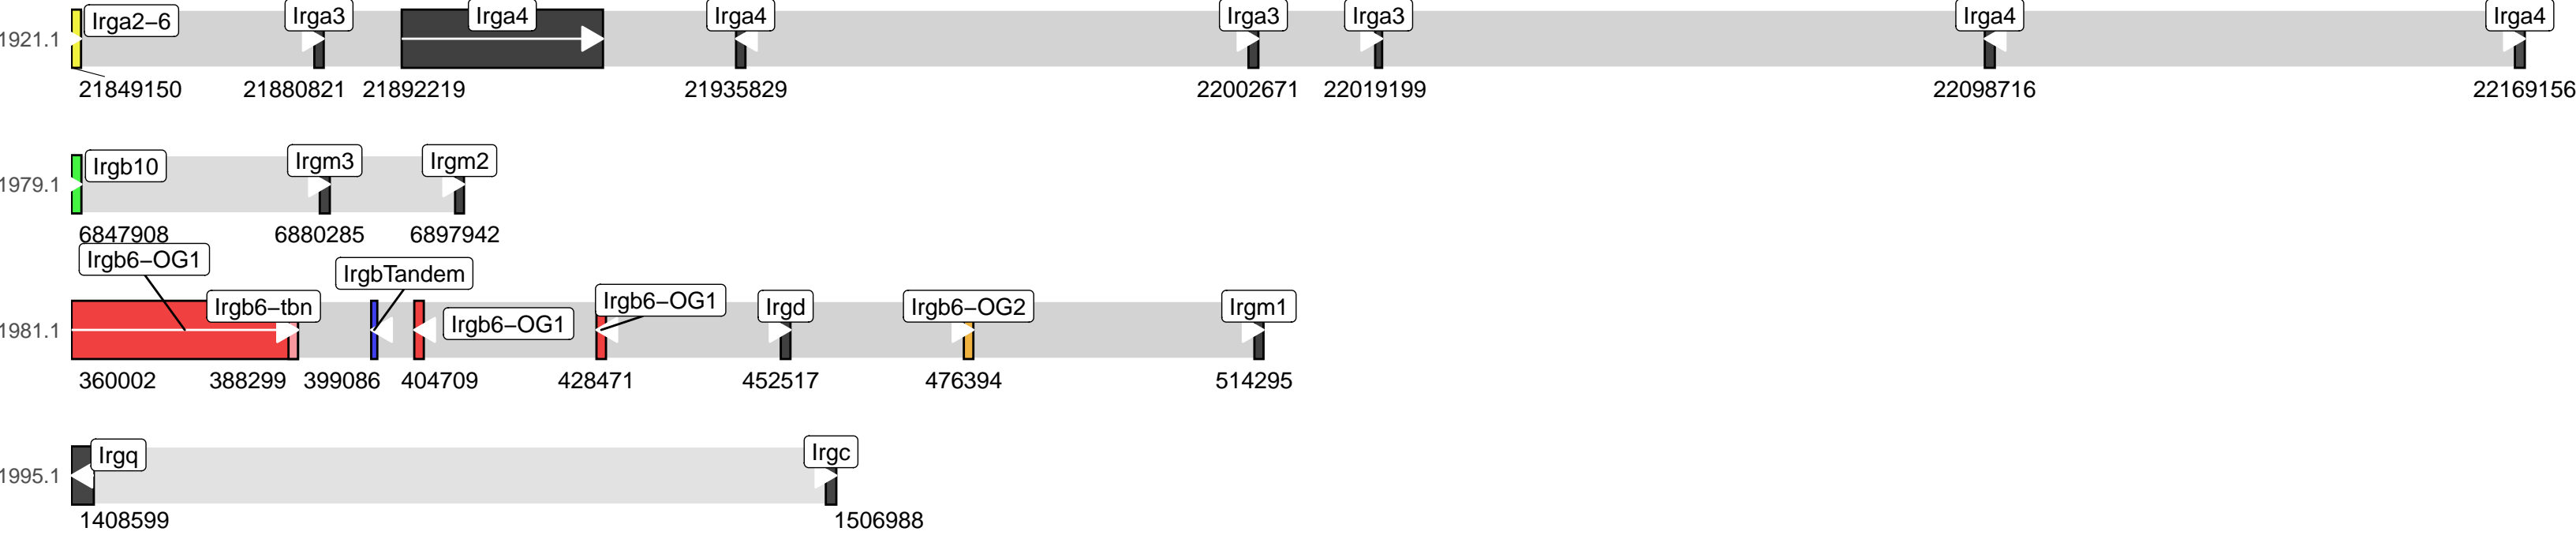 Irga2−6 Irga3 Irga4 Irga4 Irga3 Irga3 Irga4 Irga4
1921.1
21849150 21880821 21892219 21935829 22002671 22019199 22098716 22169156
Irgb10 Irgm3 Irgm2
1979.1
6847908 6880285 6897942
Irgb6−OG1 IrgbTandem
Irgb6−tbn Irgb6−OG1 Irgb6−OG1 Irgd Irgb6−OG2 Irgm1
1981.1
360002 388299 399086 404709 428471 452517 476394 514295
Irgq Irgc
1995.1
1408599 1506988